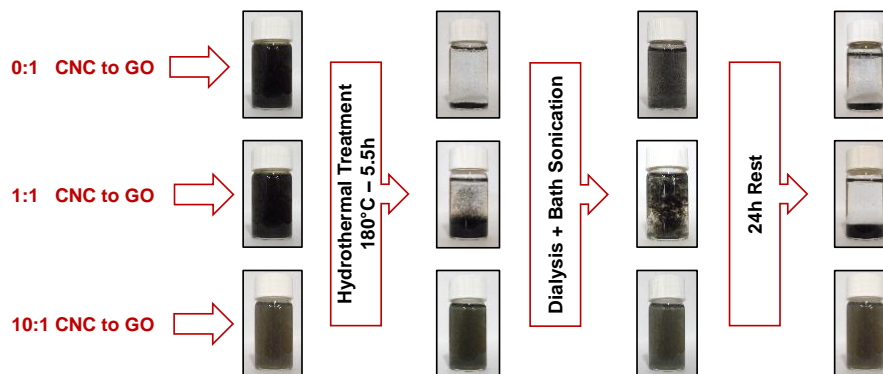 0:1 CNC to GO
1:1 CNC to GO
10:1 CNC to GO
Hydrothermal Treatment
180°C – 5.5h
Dialysis + Bath Sonication
24h Rest